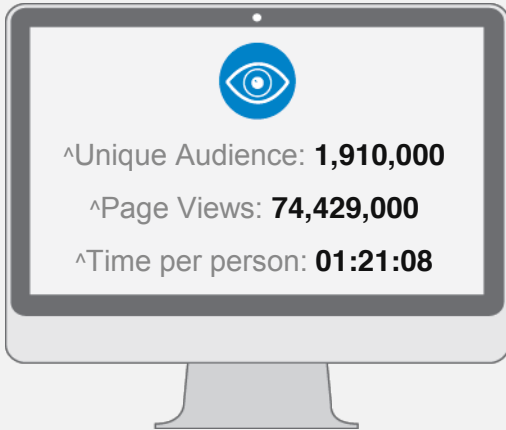 ^Unique Audience: 1,910,000
^Page Views: 74,429,000
^Time per person: 01:21:08